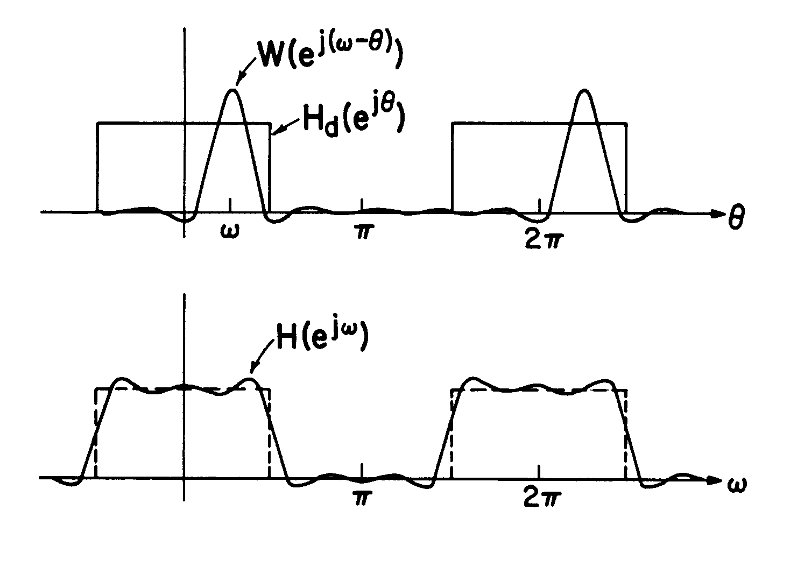 W(e^{j(ω-θ)})
H_d(e^{jθ})
ω π 2π θ
H(e^{jω})
π 2π ω